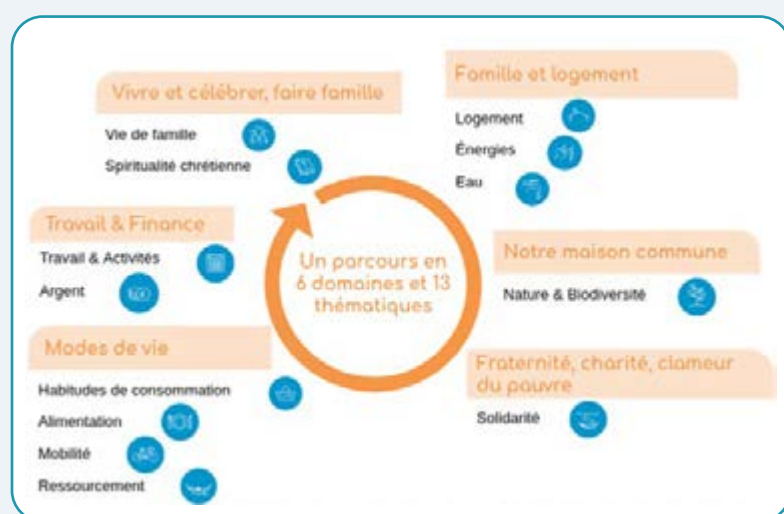 Vivre et célébrer, faire famille
Vie de famille
Spiritualité chrétienne
Famille et logement
Logement
Énergies
Eau
Travail & Finance
Travail & Activités
Argent
Un parcours en
6 domaines et 13
thématiques
Notre maison commune
Nature & Biodiversité
Modes de vie
Habitudes de consommation
Alimentation
Mobilité
Ressourcement
Fraternité, charité, clameur
du pauvre
Solidarité